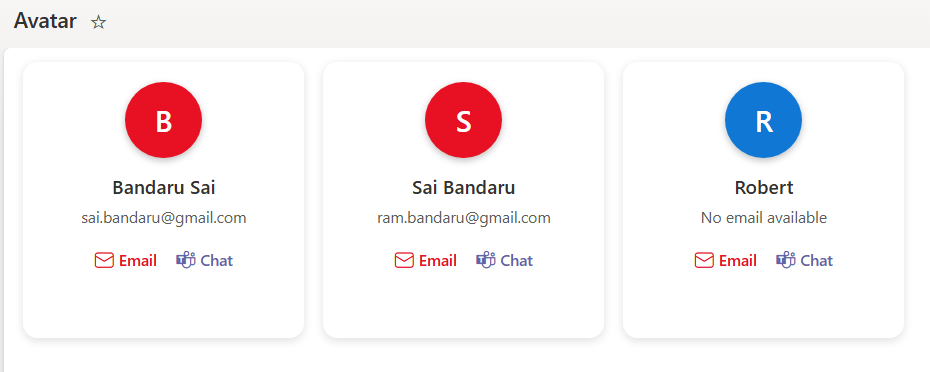 Avatar
B
Bandaru Sai
sai.bandaru@gmail.com
Email Chat
S
Sai Bandaru
ram.bandaru@gmail.com
Email Chat
R
Robert
No email available
Email Chat